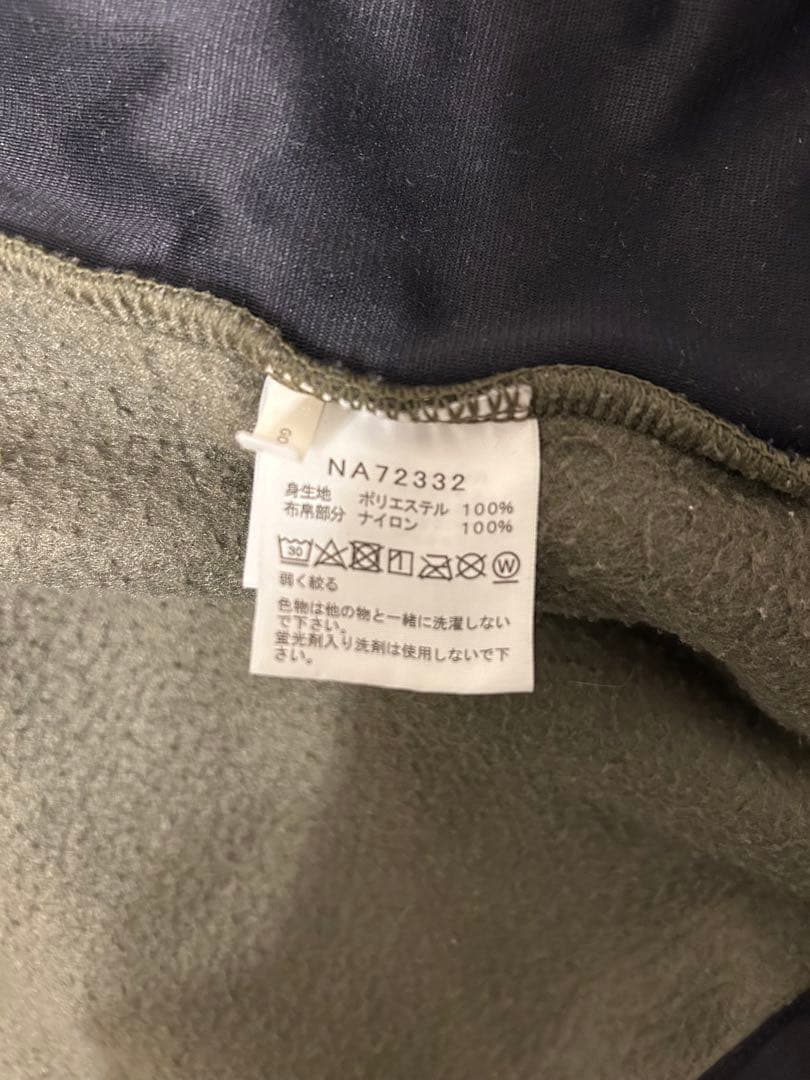 GO
NA72332
身生地 ポリエステル 100%
布帛部分 ナイロン 100%
30 W
弱く絞る
色物は他の物と一緒に洗濯しない
で下さい。
蛍光剤入り洗剤は使用しないで下
さい。